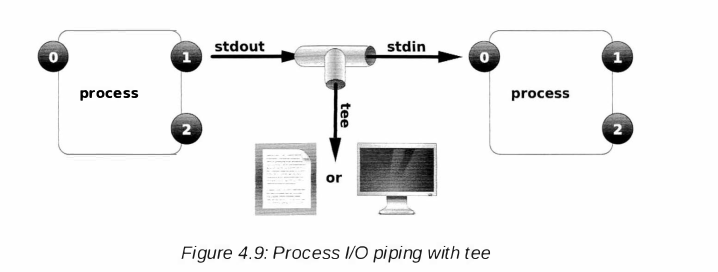 stdout
stdin
0
1
0
1
process
process
tee
2
2
or
Figure 4.9: Process I/O piping with tee